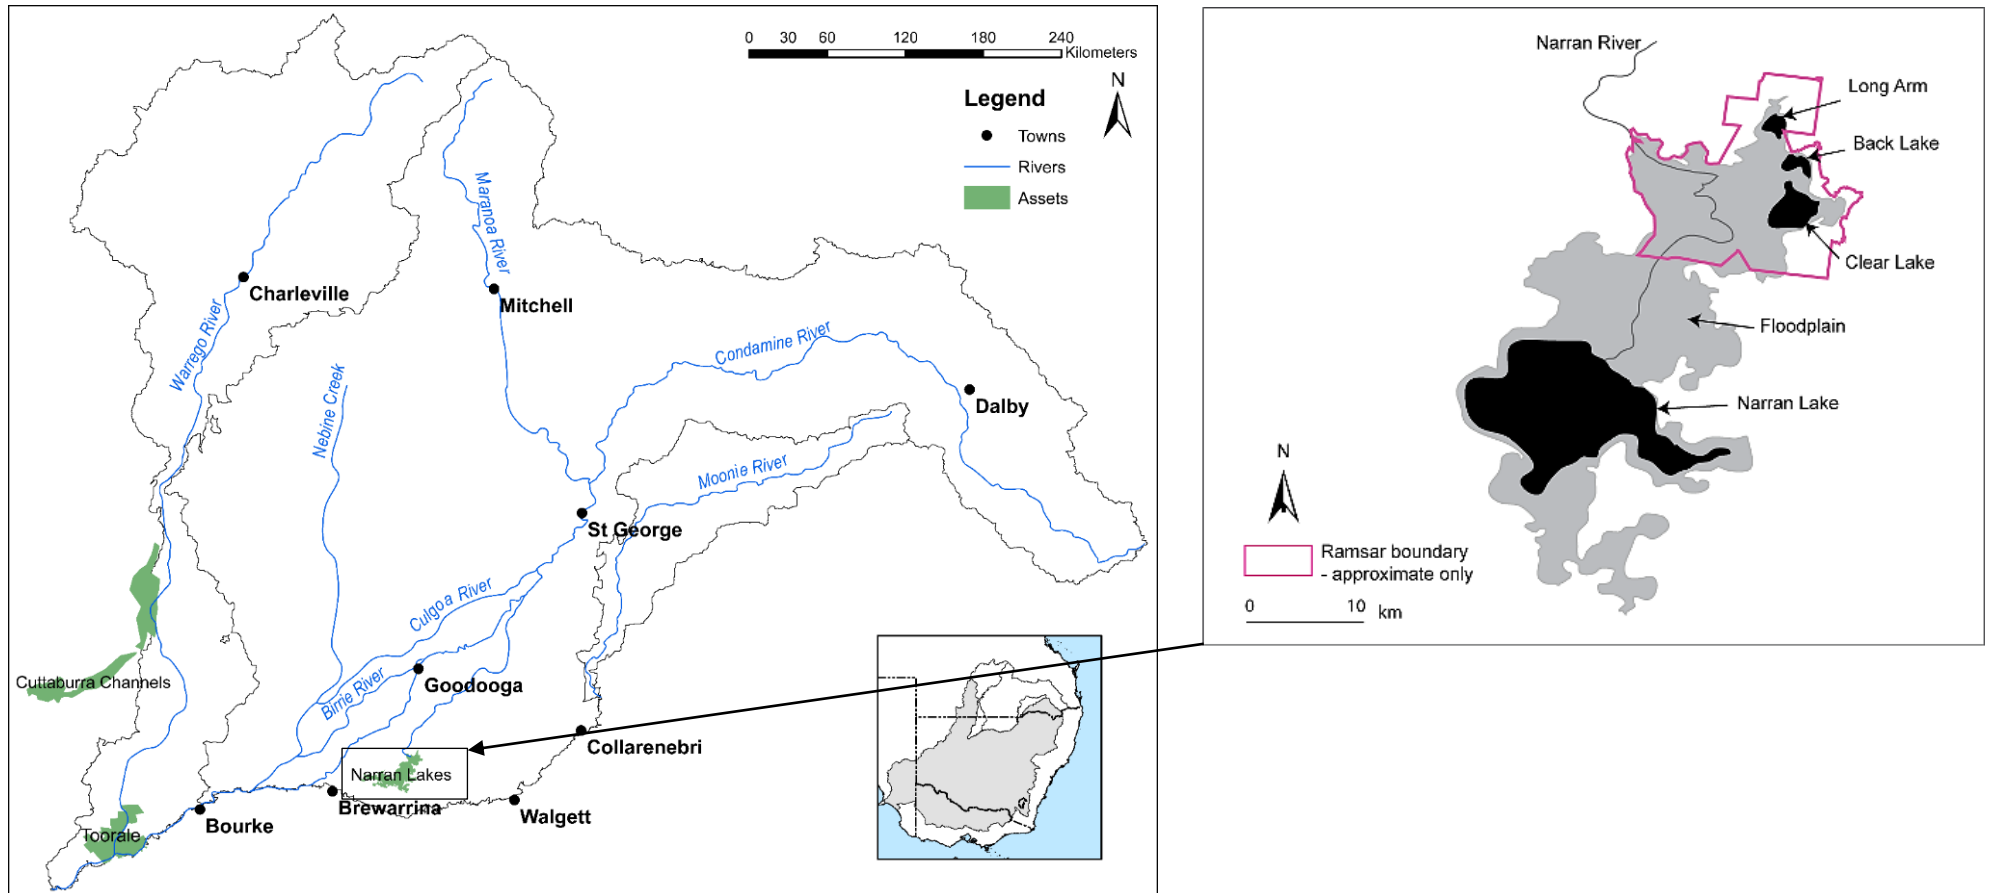 0 30 60 120 180 240
Kilometers
N
Legend
Towns
Rivers
Assets
Maranoa River
Charleville
Mitchell
Warrego River
Condamine River
Nebine Creek
Dalby
Moonie River
St George
Culgoa River
Cuttaburra Channels
Goodooga
Birrie River
Collarenebri
Narran Lakes
Brewarrina
Walgett
Bourke
Toorale
Narran River
Long Arm
Back Lake
Clear Lake
Floodplain
Narran Lake
N
Ramsar boundary
- approximate only
0 10 km